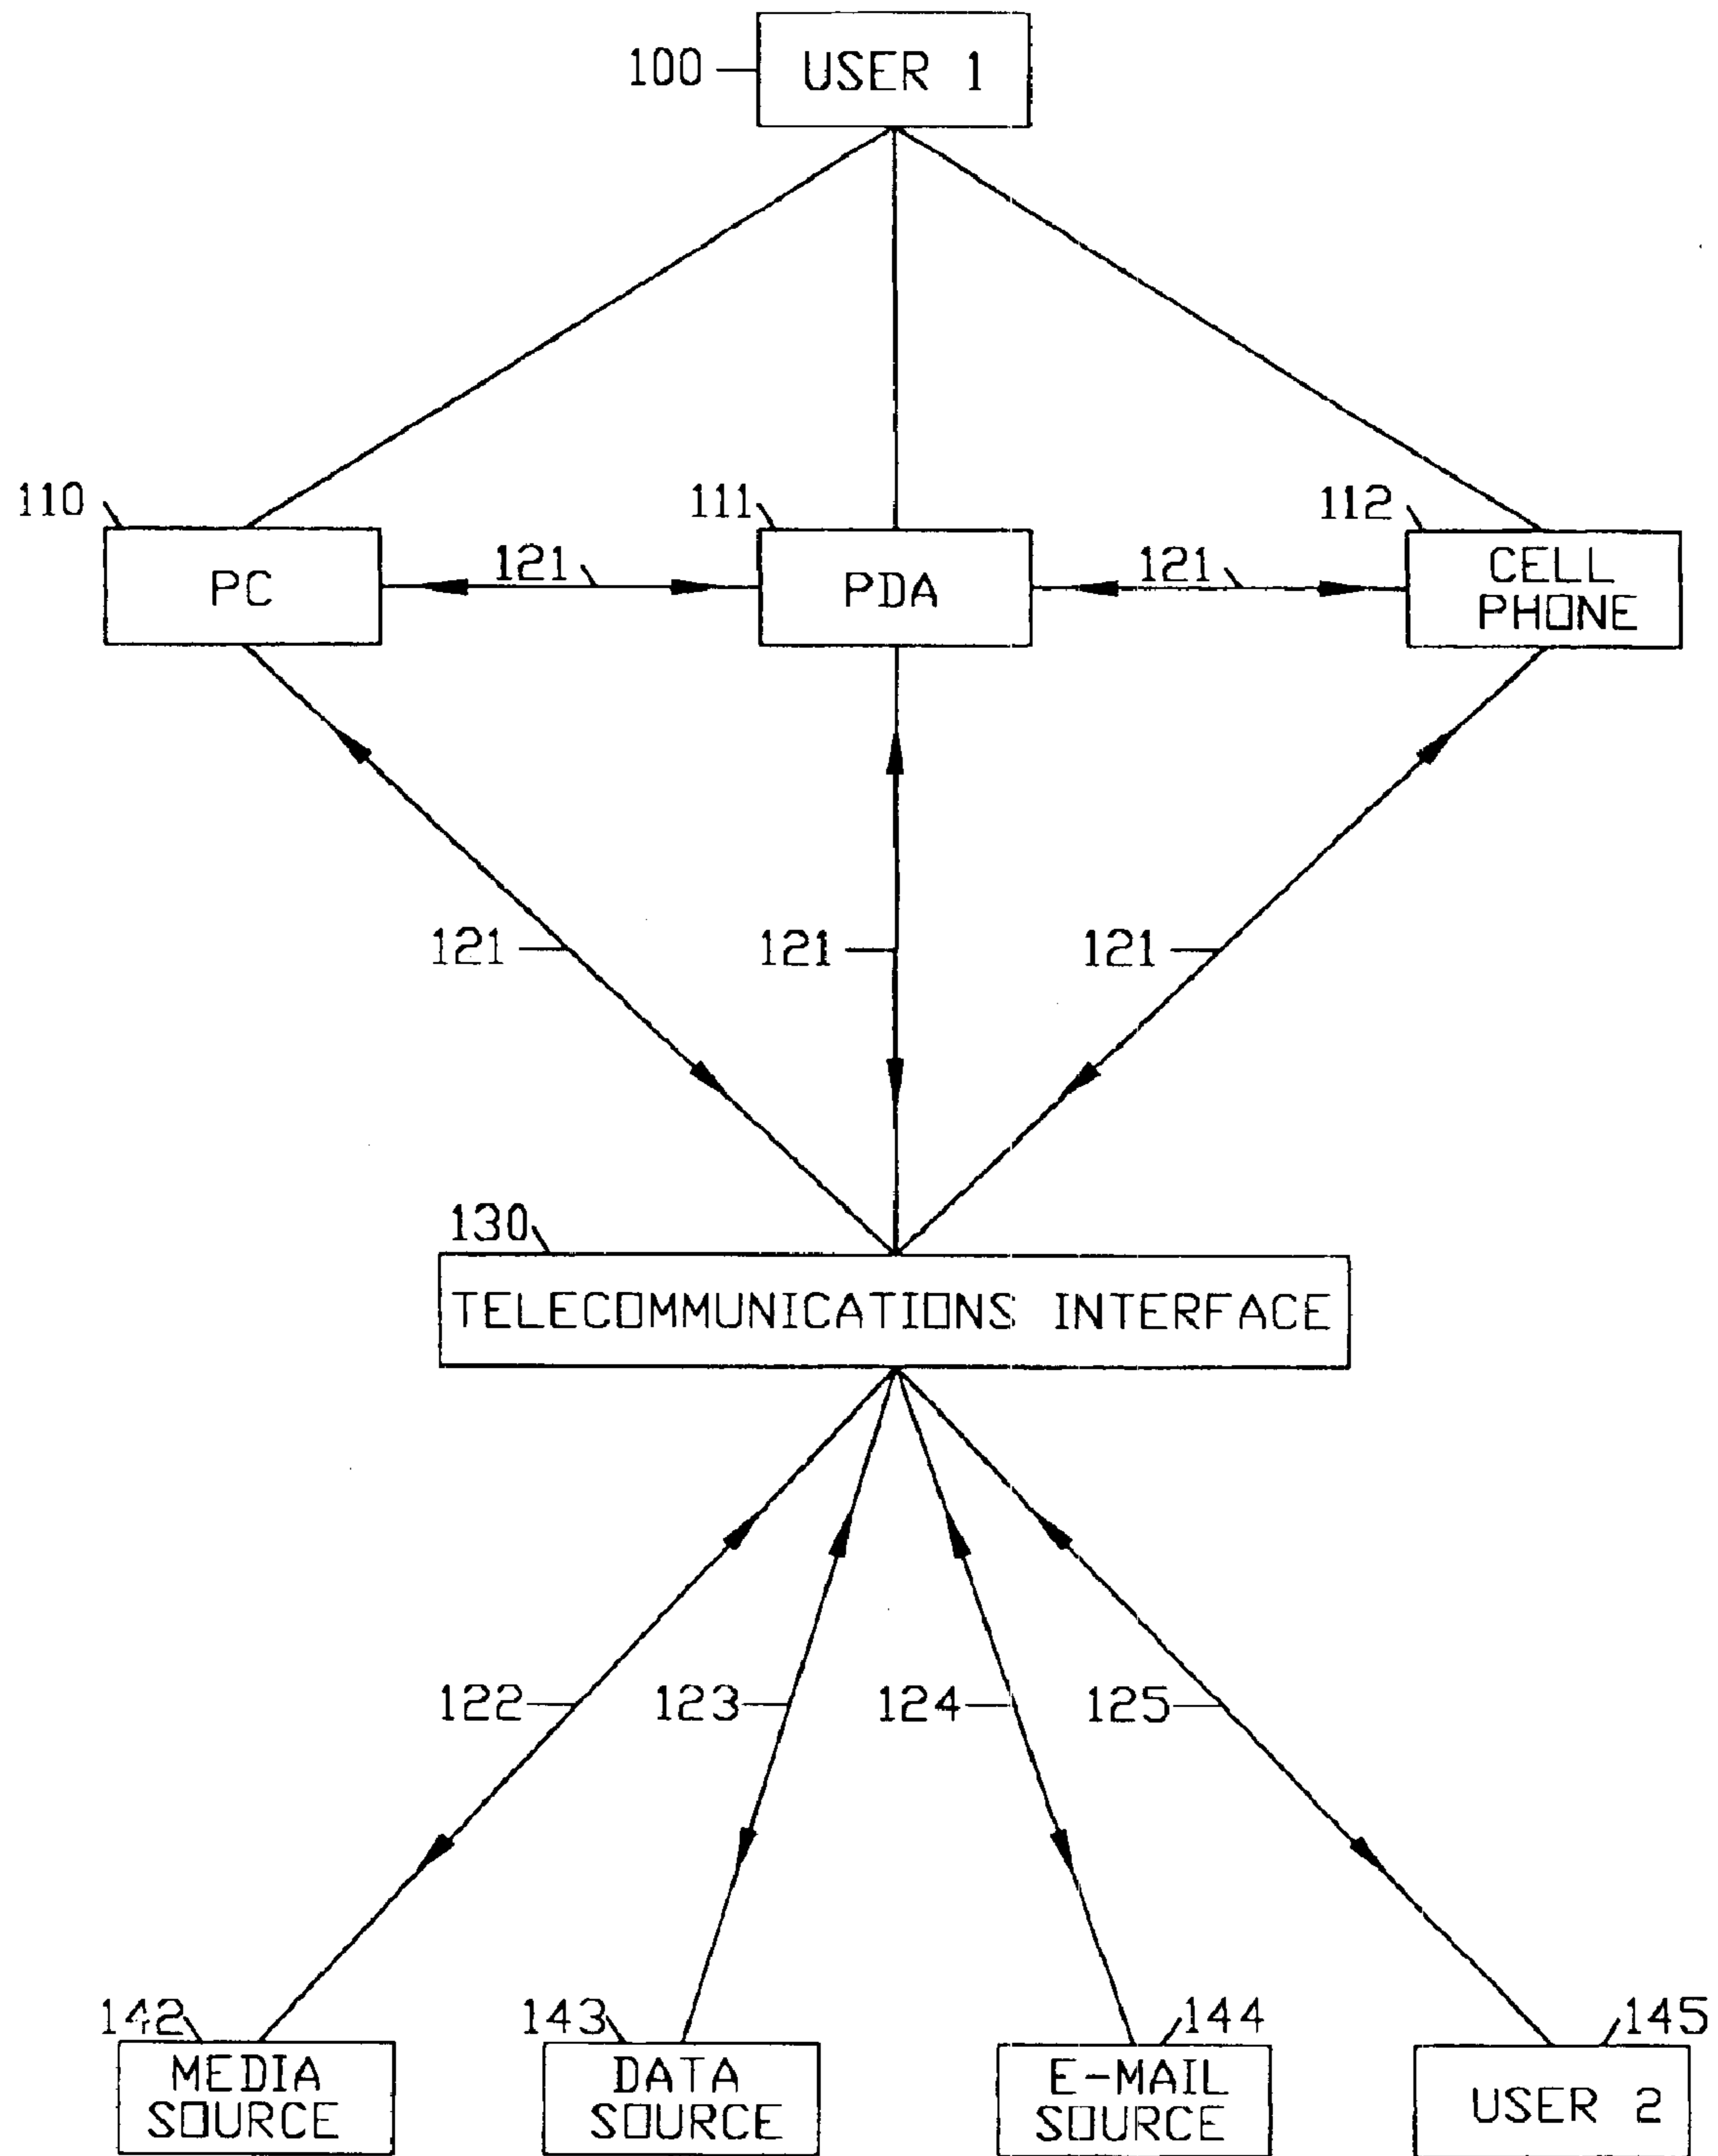 100 USER 1
110 111 112
PC 121 PDA 121 CELL
PHONE
121 121 121
130
TELECOMMUNICATIONS INTERFACE
122 123 124 125
142 143 144 145
MEDIA
SOURCE
DATA
SOURCE
E-MAIL
SOURCE
USER 2